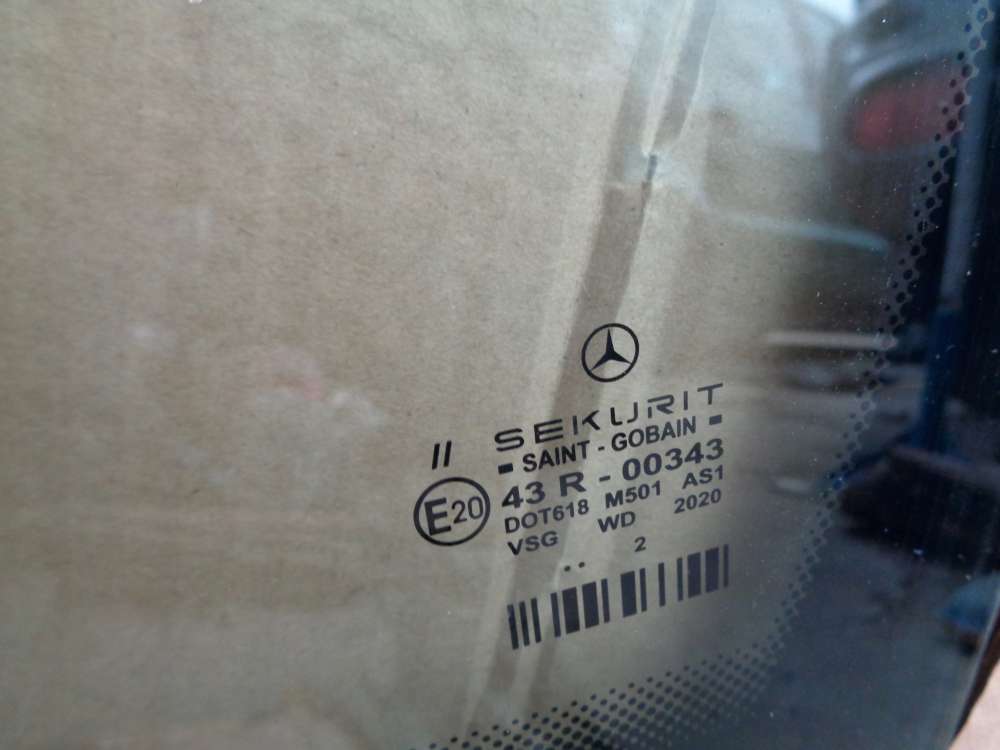 II SEKURIT
SAINT - GOBAIN
E20 43 R - 00343
DOT618 M501 AS1
VSG WD 2020
.. 2